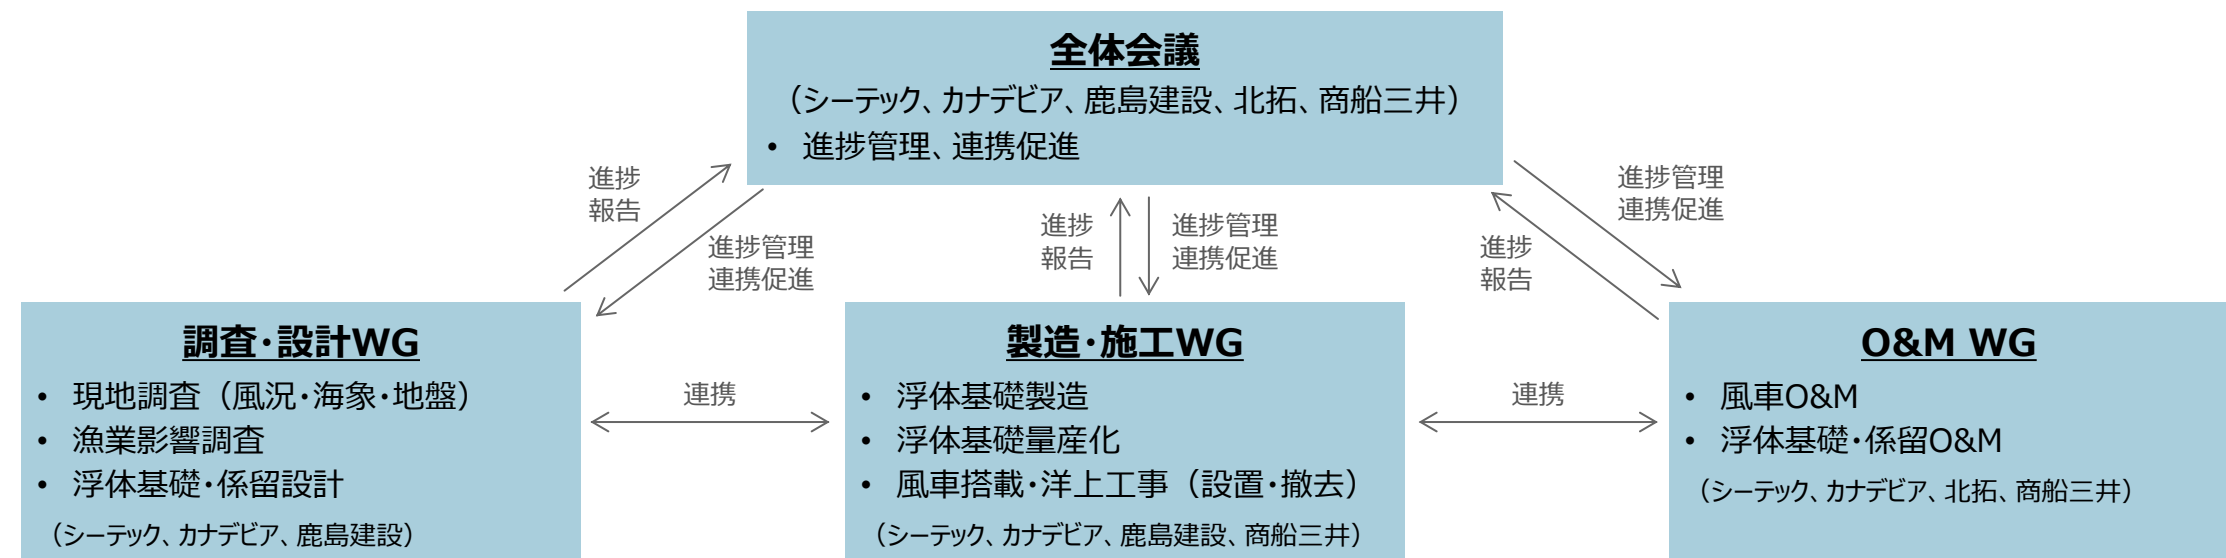 全体会議
（シーテック、カナデビア、鹿島建設、北拓、商船三井）
• 進捗管理、連携促進
進捗
報告
進捗管理
連携促進
進捗
報告
進捗管理
連携促進
進捗
報告
進捗管理
連携促進
調査･設計WG
• 現地調査（風況･海象･地盤）
• 漁業影響調査
• 浮体基礎･係留設計
（シーテック、カナデビア、鹿島建設）
連携
製造･施工WG
• 浮体基礎製造
• 浮体基礎量産化
• 風車搭載･洋上工事（設置･撤去）
（シーテック、カナデビア、鹿島建設、商船三井）
連携
O&M WG
• 風車O&M
• 浮体基礎･係留O&M
（シーテック、カナデビア、北拓、商船三井）